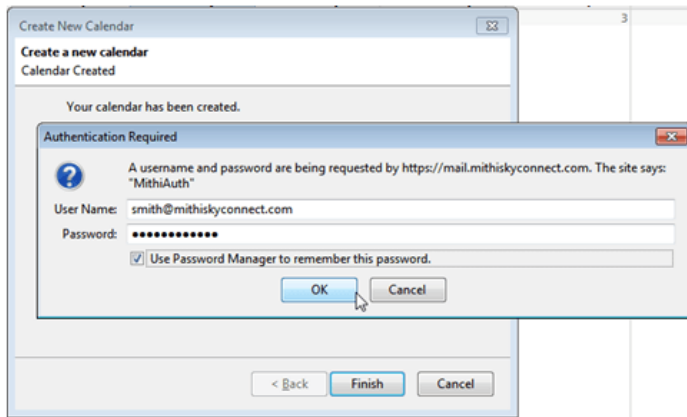 Create New Calendar
3
Create a new calendar
Calendar Created
Your calendar has been created.
Authentication Required
A username and password are being requested by https://mail.mithiskyconnect.com. The site says:
"MithiAuth"
User Name: smith@mithiskyconnect.com
Password: ••••••••••••
Use Password Manager to remember this password.
OK Cancel
< Back Finish Cancel